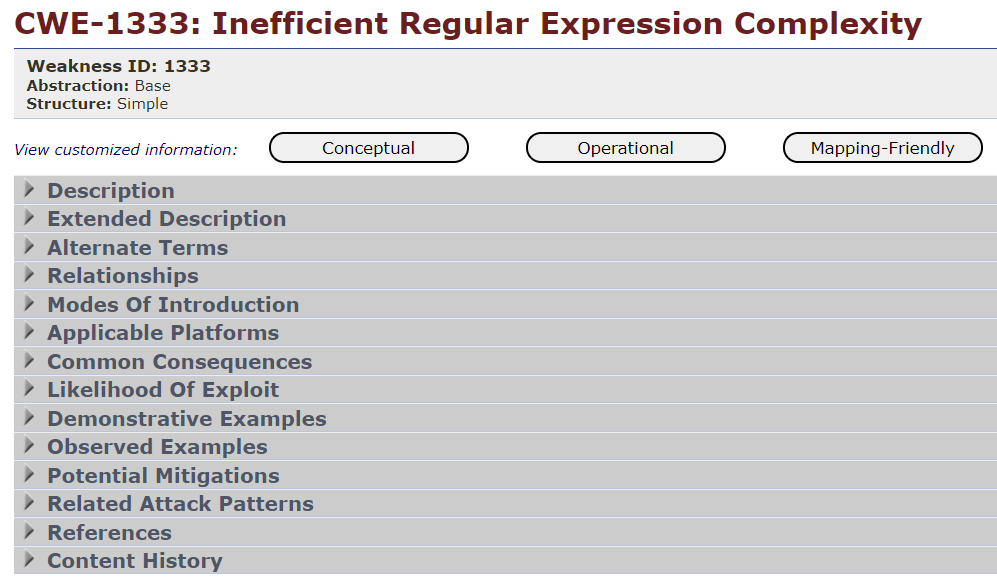 CWE-1333: Inefficient Regular Expression Complexity
Weakness ID: 1333
Abstraction: Base
Structure: Simple
View customized information: Conceptual Operational Mapping-Friendly
Description
Extended Description
Alternate Terms
Relationships
Modes Of Introduction
Applicable Platforms
Common Consequences
Likelihood Of Exploit
Demonstrative Examples
Observed Examples
Potential Mitigations
Related Attack Patterns
References
Content History